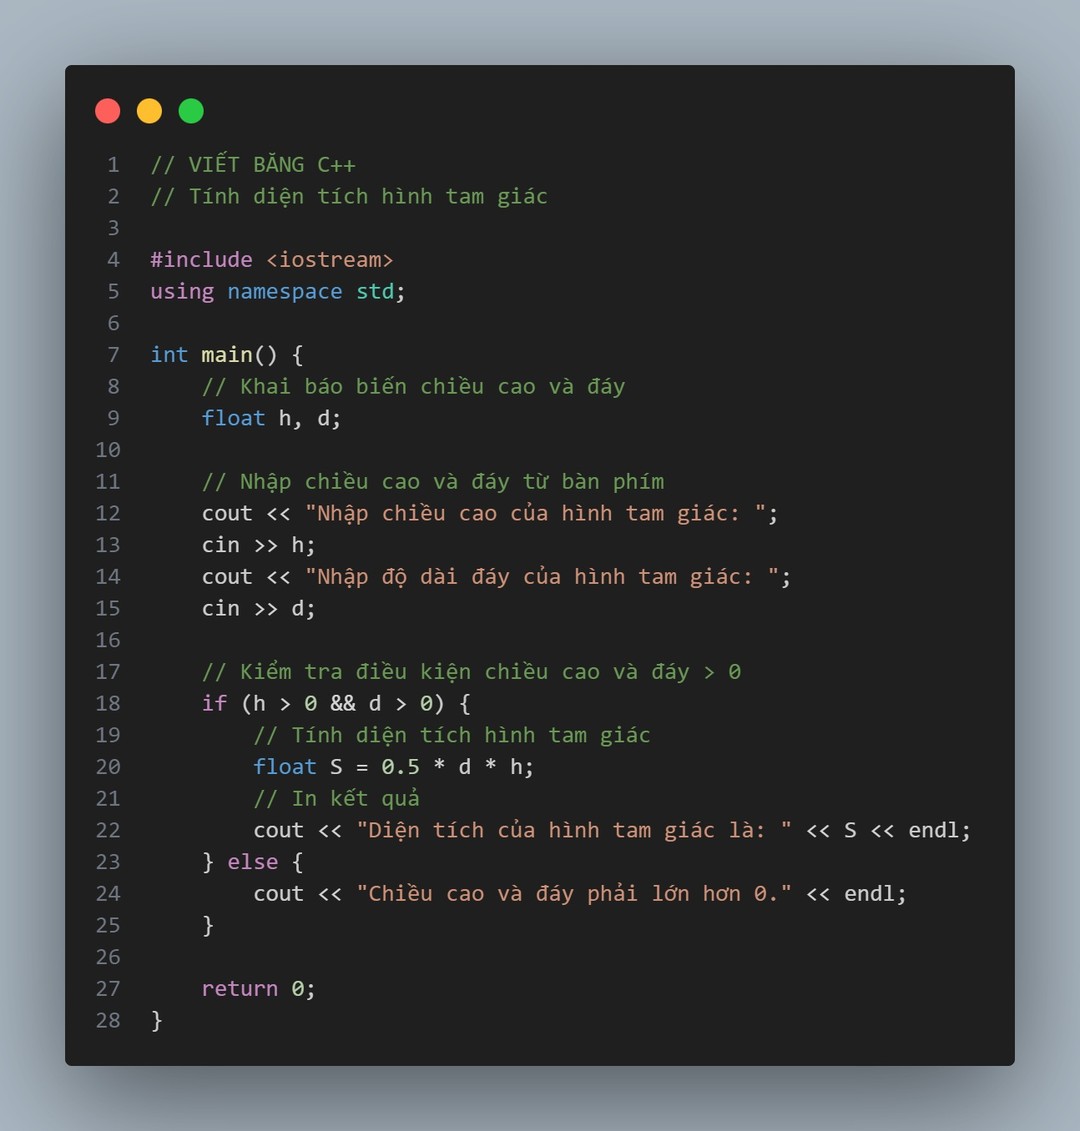 1 // VIẾT BĂNG C++
2 // Tính diện tích hình tam giác
3
4 #include <iostream>
5 using namespace std;
6
7 int main() {
8     // Khai báo biến chiều cao và đáy
9     float h, d;
10
11     // Nhập chiều cao và đáy từ bàn phím
12     cout << "Nhập chiều cao của hình tam giác: ";
13     cin >> h;
14     cout << "Nhập độ dài đáy của hình tam giác: ";
15     cin >> d;
16
17     // Kiểm tra điều kiện chiều cao và đáy > 0
18     if (h > 0 && d > 0) {
19         // Tính diện tích hình tam giác
20         float S = 0.5 * d * h;
21         // In kết quả
22         cout << "Diện tích của hình tam giác là: " << S << endl;
23     } else {
24         cout << "Chiều cao và đáy phải lớn hơn 0." << endl;
25     }
26
27     return 0;
28 }